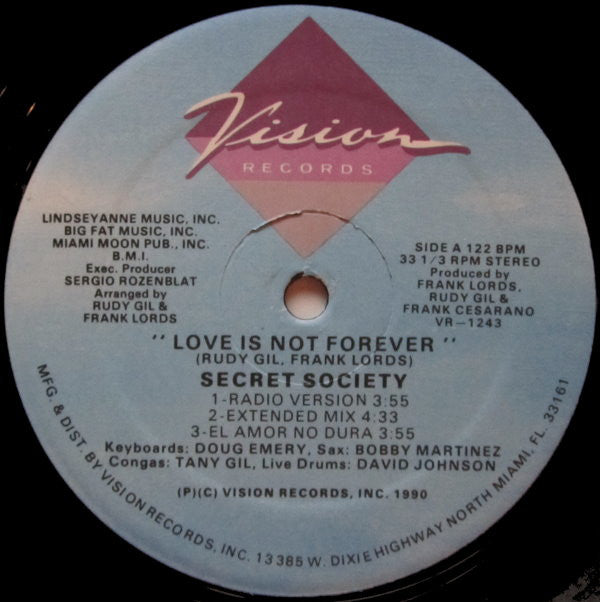 Vision
RECORDS
LINDSEYANNE MUSIC, INC.
BIG FAT MUSIC, INC.
MIAMI MOON PUB., INC.
B.M.I.
Exec. Producer
SERGIO ROZENBLAT
Arranged by
RUDY GIL &
FRANK LORDS
SIDE A 122 BPM
33 1/3 RPM STEREO
Produced by
FRANK LORDS,
RUDY GIL &
FRANK CESARANO
VR-1243
"LOVE IS NOT FOREVER"
(RUDY GIL, FRANK LORDS)
SECRET SOCIETY
1-RADIO VERSION 3:55
2-EXTENDED MIX 4:33
3-EL AMOR NO DURA 3:55
Keyboards: DOUG EMERY, Sax: BOBBY MARTINEZ
Congas: TANY GIL, Live Drums: DAVID JOHNSON
(P)(C) VISION RECORDS, INC. 1990
MFG. & DIST. BY VISION RECORDS, INC. 13385 W. DIXIE HIGHWAY NORTH MIAMI, FL. 33161